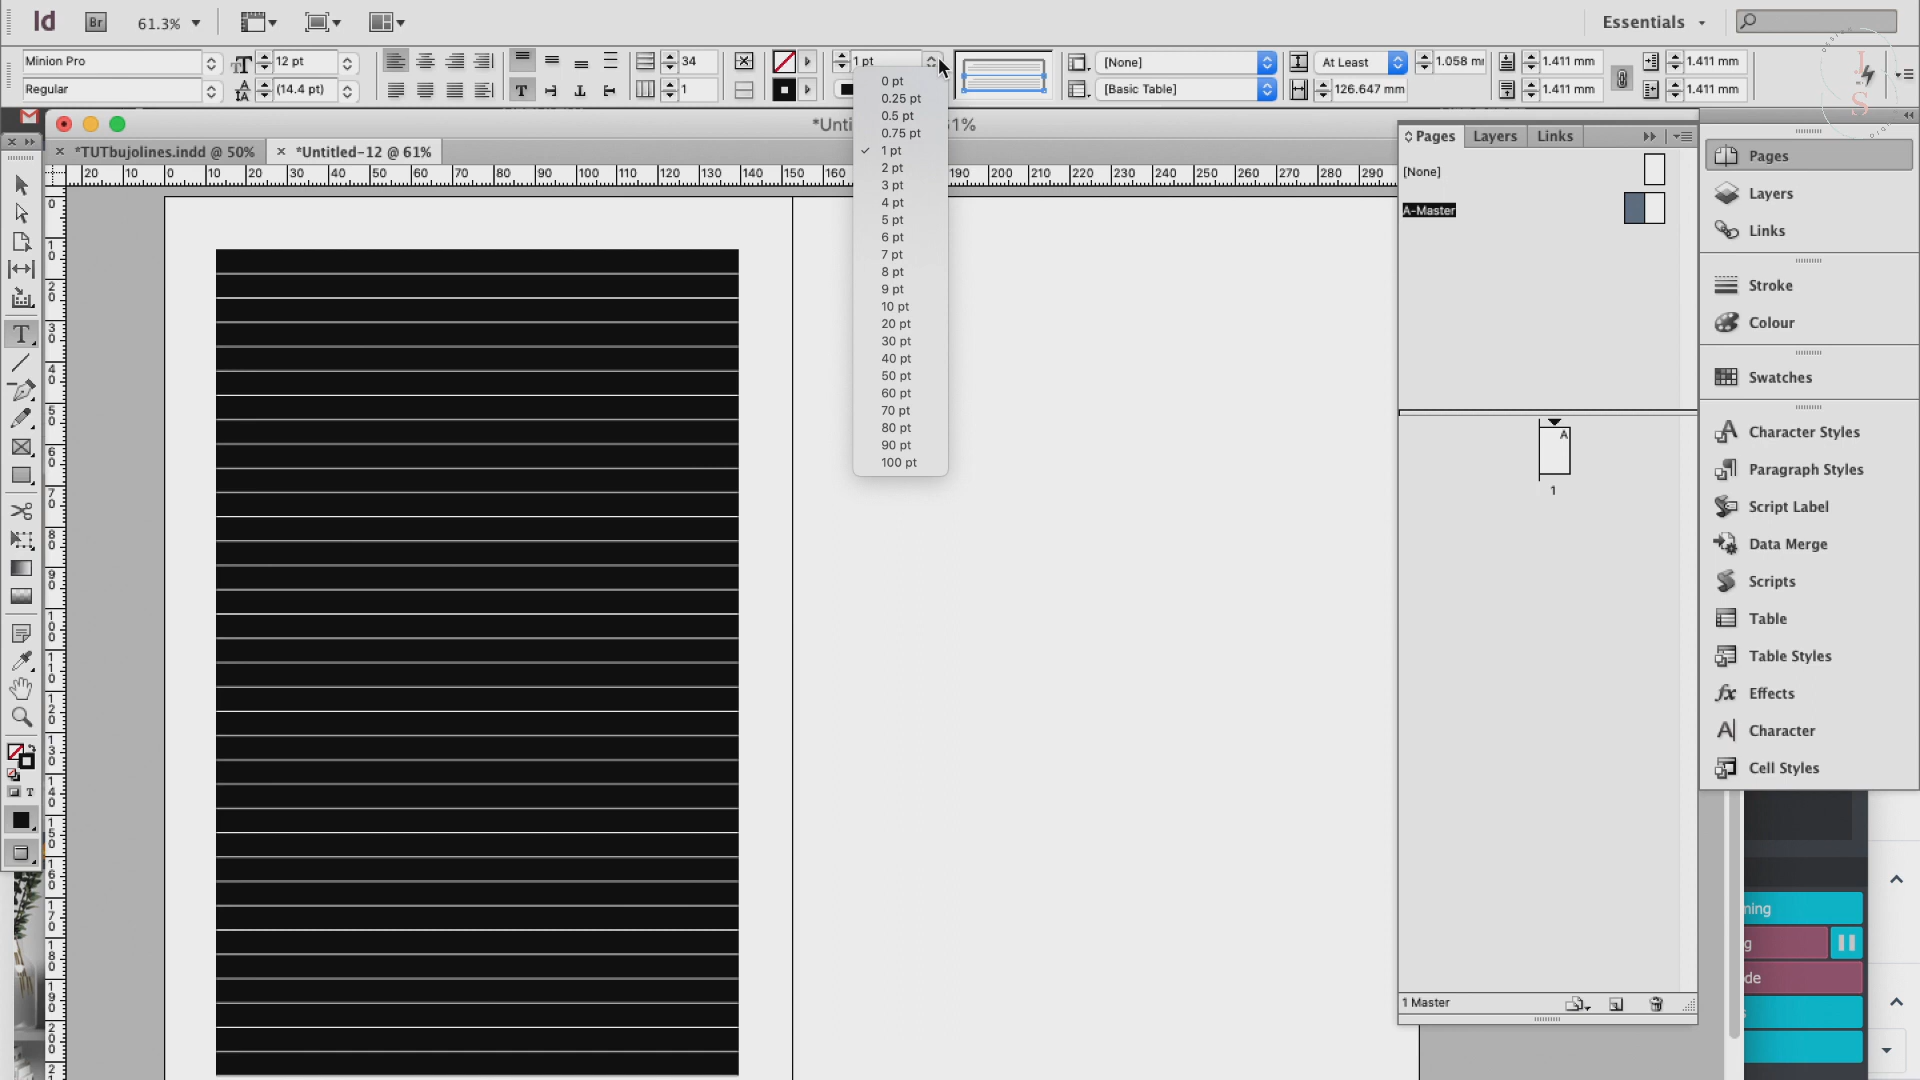 Id Br 61.3% Essentials
Minion Pro 12 pt 34 1 pt [None] At Least 1.411 mm 1.411 mm
Regular (14.4 pt) 1 [Basic Table] 126.647 mm 1.411 mm 1.411 mm
*TUTbujolines.indd @ 50% *Untitled-12 @ 61%
20 10 0 10 20 30 40 50 60 70 80 90 100 110 120 130 140 150 160 190 200 210 220 230 240 250 260 270 280 290
0
10
20
30
40
50
60
70
80
90
100
110
120
130
140
150
160
170
180
190
200
0 pt
0.25 pt
0.5 pt
0.75 pt
1 pt
2 pt
3 pt
4 pt
5 pt
6 pt
7 pt
8 pt
9 pt
10 pt
20 pt
30 pt
40 pt
50 pt
60 pt
70 pt
80 pt
90 pt
100 pt
Pages Layers Links
[None]
A-Master
A
1
1 Master
Pages
Layers
Links
Stroke
Colour
Swatches
Character Styles
Paragraph Styles
Script Label
Data Merge
Scripts
Table
Table Styles
Effects
Character
Cell Styles